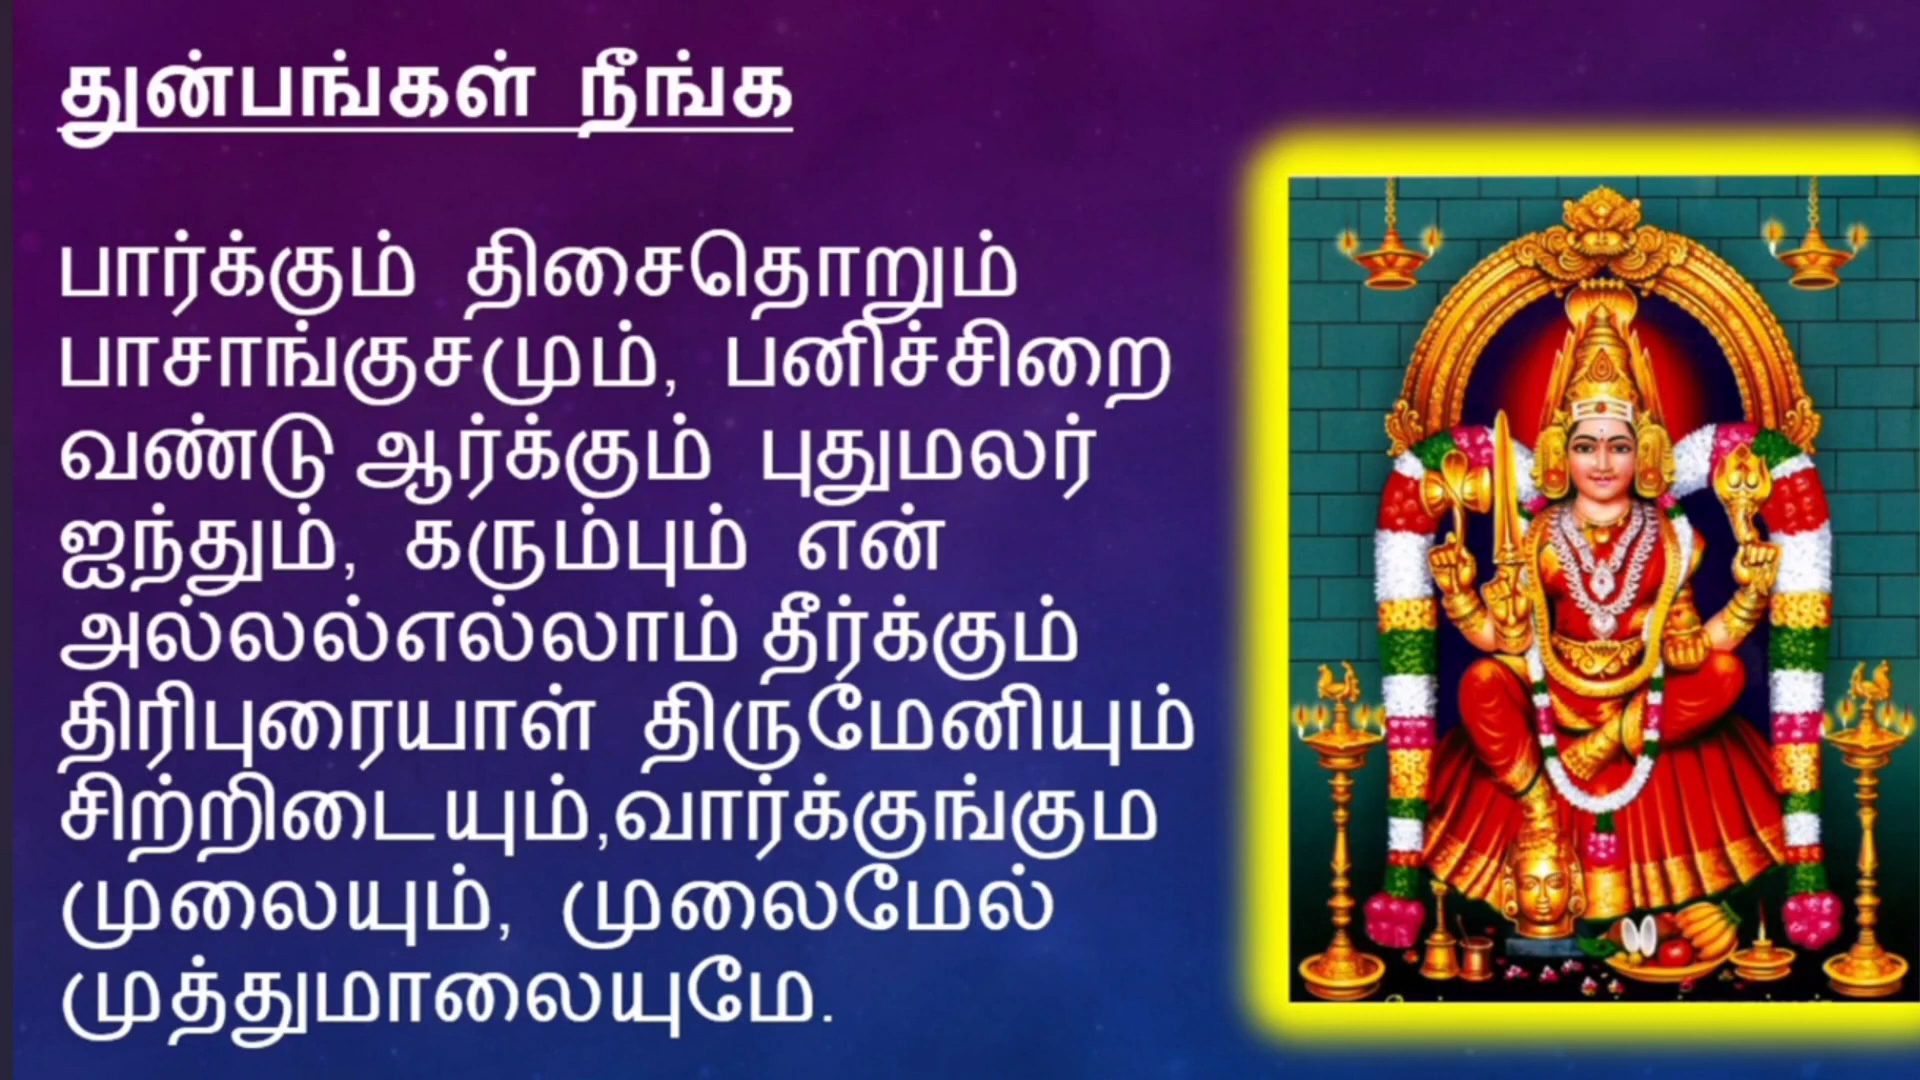 துன்பங்கள் நீங்க
பார்க்கும் திசைதொறும்
பாசாங்குசமும், பனிச்சிறை
வண்டு ஆர்க்கும் புதுமலர்
ஐந்தும், கரும்பும் என்
அல்லல்எல்லாம் தீர்க்கும்
திரிபுரையாள் திருமேனியும்
சிற்றிடையும்,வார்க்குங்கும
முலையும், முலைமேல்
முத்துமாலையுமே.